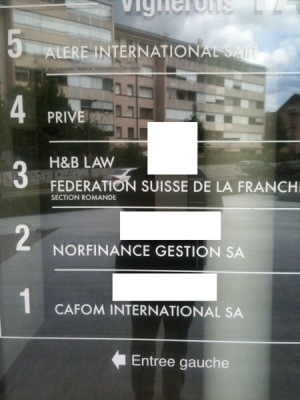 Vignerons
5 ALERE INTERNATIONAL SARL
4 PRIVE
3 H&B LAW
FEDERATION SUISSE DE LA FRANCH
SECTION ROMANDE
2 NORFINANCE GESTION SA
1 CAFOM INTERNATIONAL SA
Entree gauche